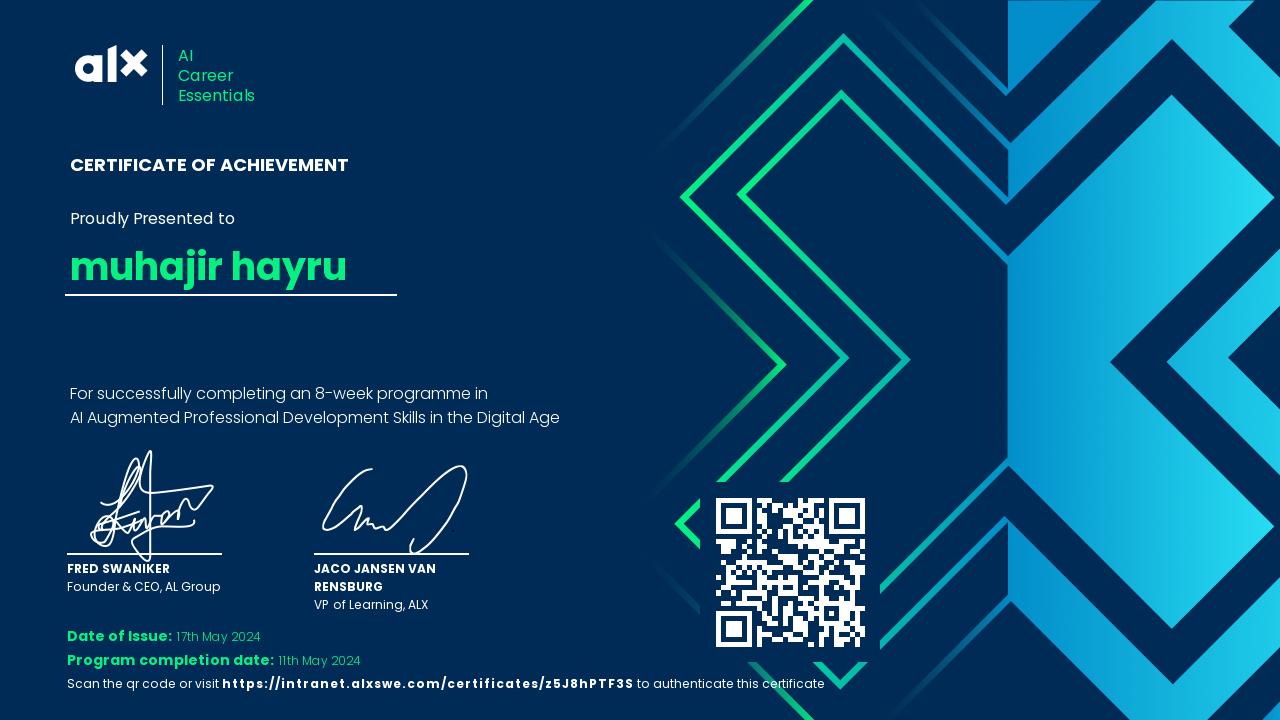 alx
AI
Career
Essentials
CERTIFICATE OF ACHIEVEMENT
Proudly Presented to
muhajir hayru
For successfully completing an 8-week programme in
AI Augmented Professional Development Skills in the Digital Age
FRED SWANIKER
Founder & CEO, AL Group
JACO JANSEN VAN
RENSBURG
VP of Learning, ALX
Date of Issue: 17th May 2024
Program completion date: 11th May 2024
Scan the qr code or visit https://intranet.alxswe.com/certificates/z5J8hPTF3S to authenticate this certificate